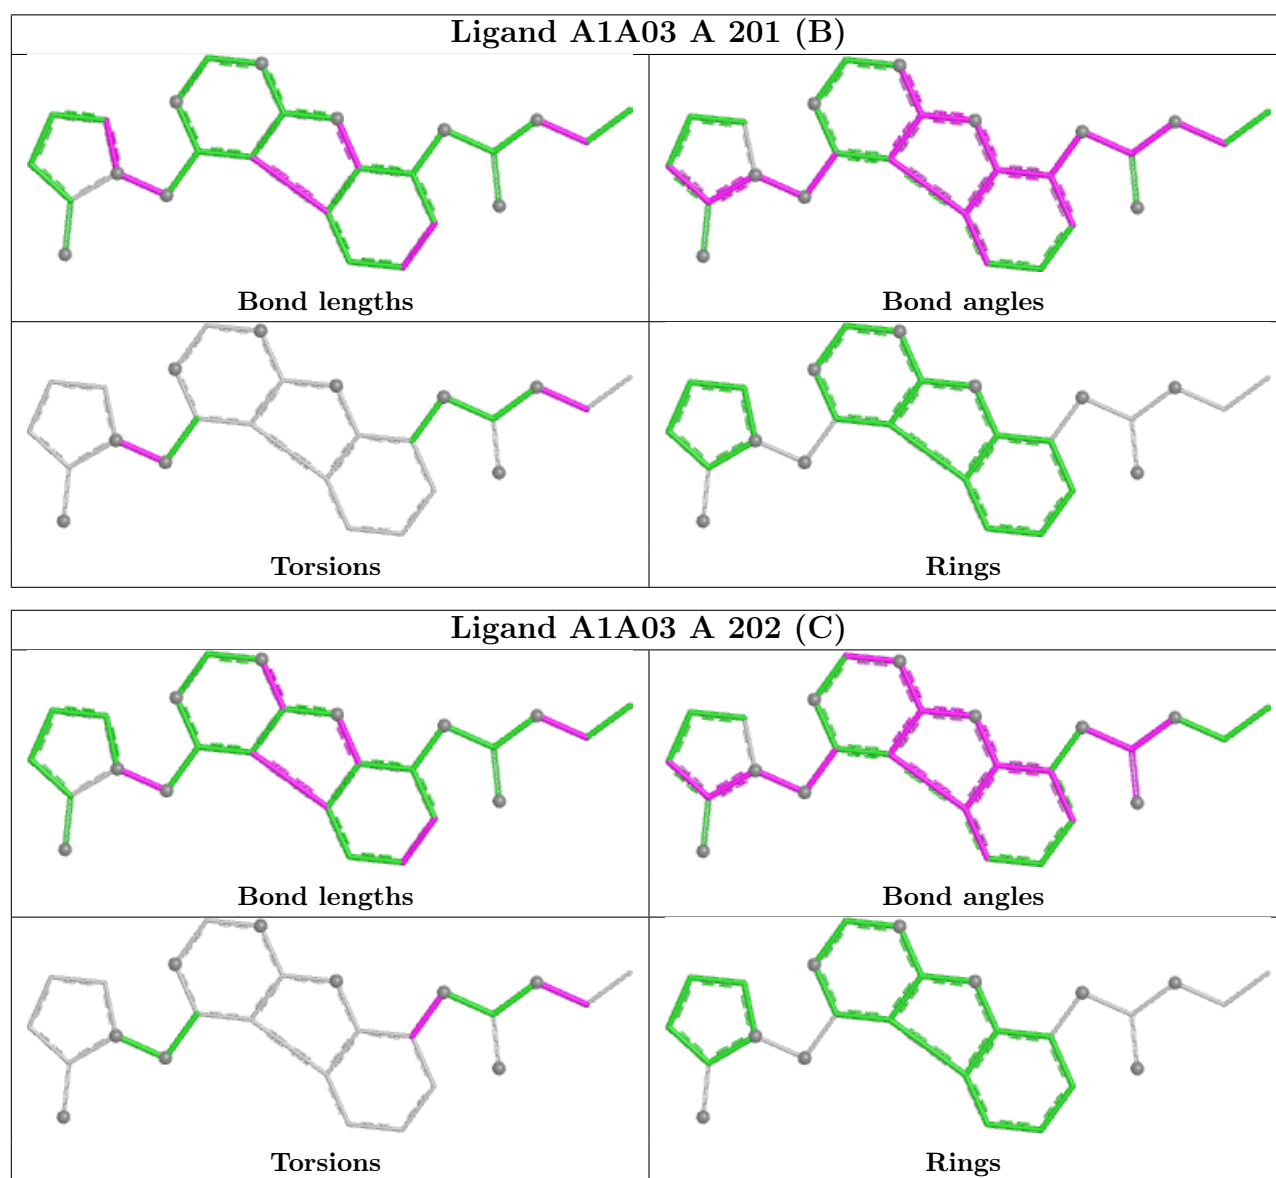 Ligand A1A03 A 201 (B)
Bond lengths
Bond angles
Torsions
Rings
Ligand A1A03 A 202 (C)
Bond lengths
Bond angles
Torsions
Rings